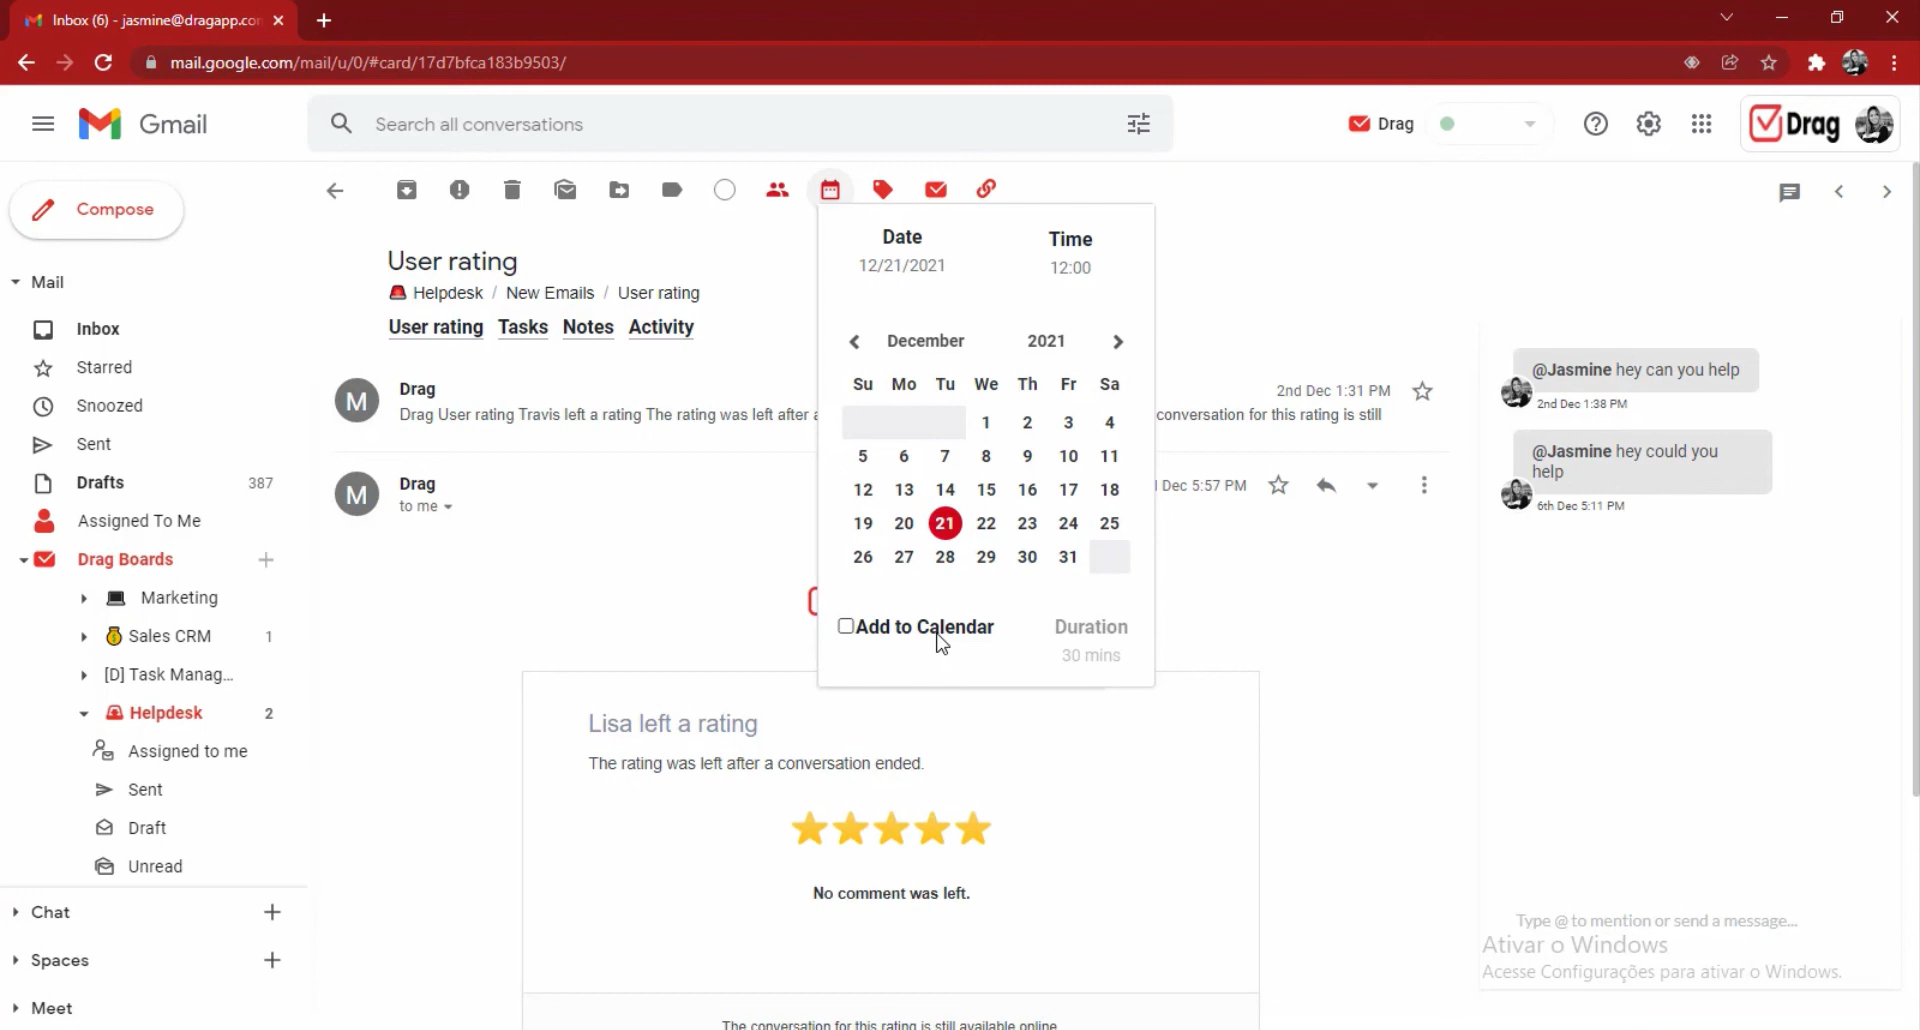 Inbox (6) - jasmine@dragapp.co
mail.google.com/mail/u/0/#card/17d7bfca183b9503/
Gmail
Search all conversations
Drag
Drag
Compose
Mail
Inbox
Starred
Snoozed
Sent
Drafts 387
Assigned To Me
Drag Boards
Marketing
Sales CRM 1
[D] Task Manag...
Helpdesk 2
Assigned to me
Sent
Draft
Unread
Chat
Spaces
Meet
User rating
Helpdesk / New Emails / User rating
User rating Tasks Notes Activity
M
Drag
2nd Dec 1:31 PM
Drag User rating Travis left a rating The rating was left after conversation for this rating is still
M
Drag
to me
Dec 5:57 PM
Date Time
12/21/2021 12:00
December 2021
Su Mo Tu We Th Fr Sa
1 2 3 4
5 6 7 8 9 10 11
12 13 14 15 16 17 18
19 20 21 22 23 24 25
26 27 28 29 30 31
Add to Calendar Duration
30 mins
Lisa left a rating
The rating was left after a conversation ended.
No comment was left.
The conversation for this rating is still available online
@Jasmine hey can you help
2nd Dec 1:38 PM
@Jasmine hey could you
help
6th Dec 5:11 PM
Type @ to mention or send a message...
Ativar o Windows
Acesse Configurações para ativar o Windows.